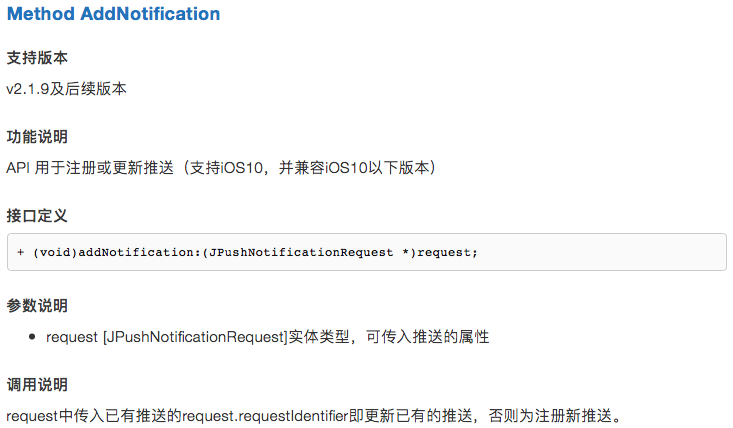 Method AddNotification
支持版本
v2.1.9及后续版本
功能说明
API 用于注册或更新推送（支持iOS10，并兼容iOS10以下版本）
接口定义
+ (void)addNotification:(JPushNotificationRequest *)request;
参数说明
• request [JPushNotificationRequest]实体类型，可传入推送的属性
调用说明
request中传入已有推送的request.requestIdentifier即更新已有的推送，否则为注册新推送。